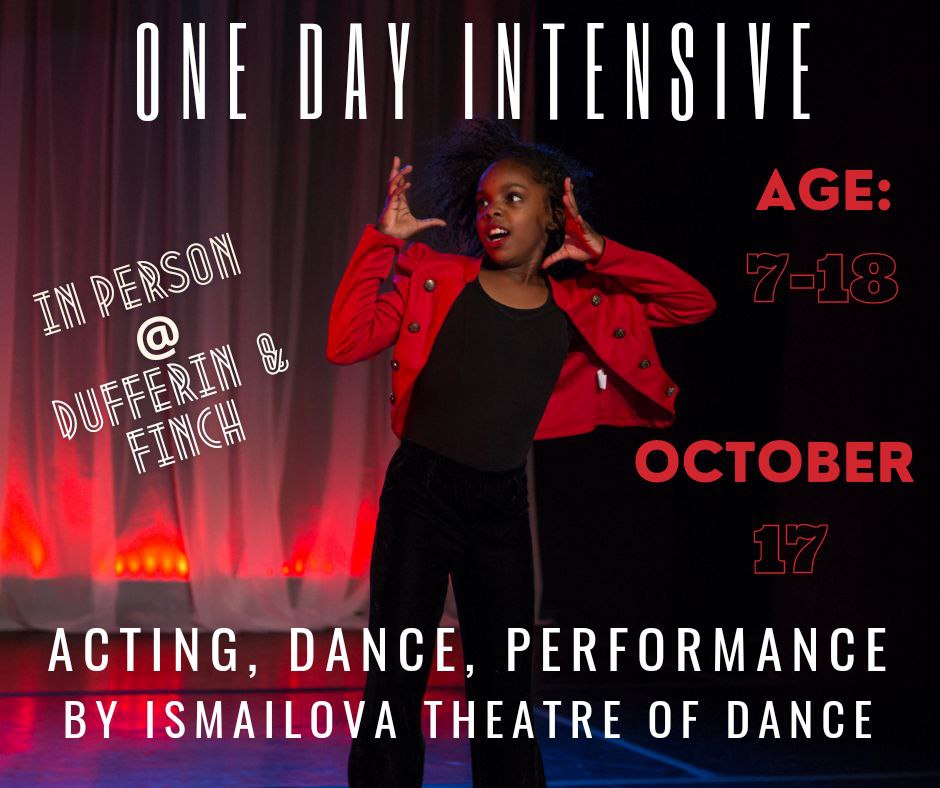 ONE DAY INTENSIVE
AGE:
7-18
IN PERSON
@
DUFFERIN &
FINCH
OCTOBER
17
ACTING, DANCE, PERFORMANCE
BY ISMAILOVA THEATRE OF DANCE